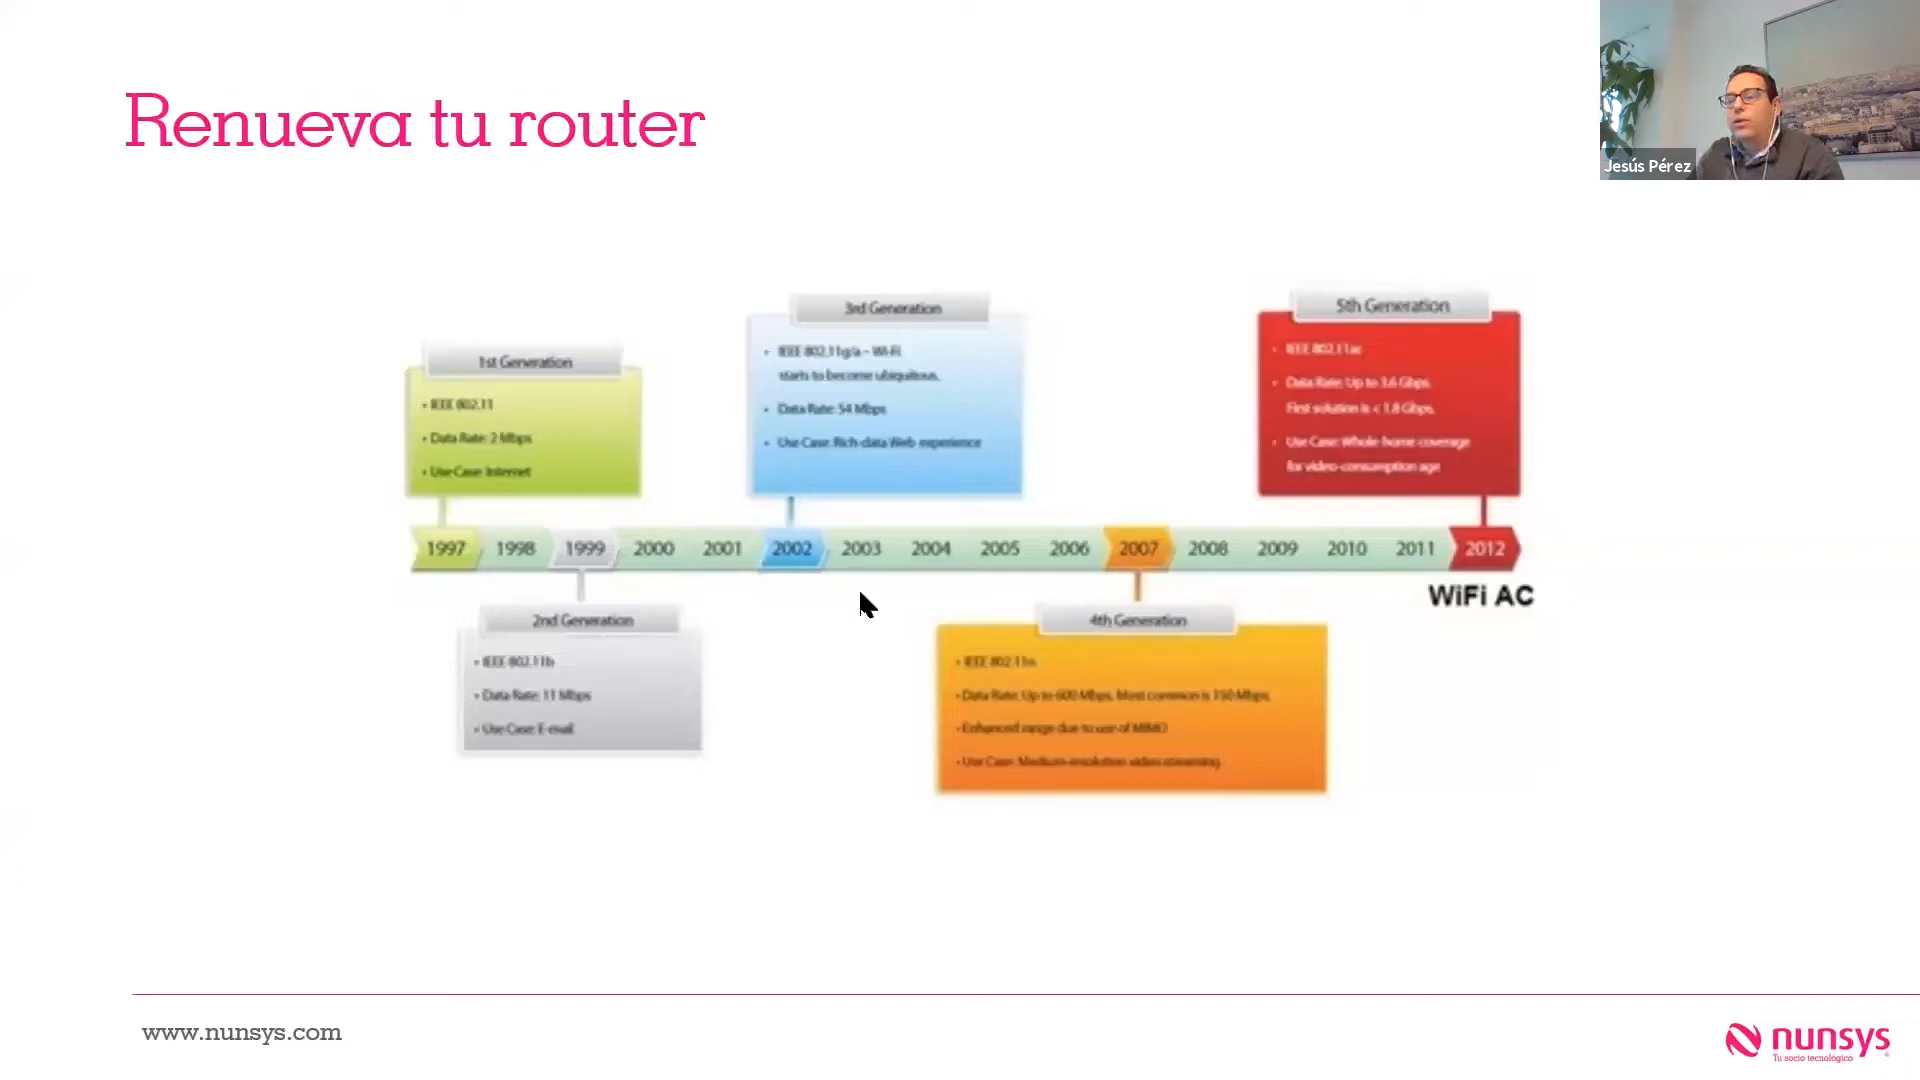 Renueva tu router
Jesús Pérez
1st Generation
• IEEE 802.11
• Data Rate: 2 Mbps
• Use Case: Internet
3rd Generation
• IEEE 802.11g/a – Wi-Fi
starts to become ubiquitous.
• Data Rate: 54 Mbps
• Use Case: Rich-data Web experience
5th Generation
• IEEE 802.11ac
• Data Rate: Up to 3.6 Gbps.
First solution is < 1.8 Gbps.
• Use Case: Whole-home coverage
for video-consumption age
1997 1998 1999 2000 2001 2002 2003 2004 2005 2006 2007 2008 2009 2010 2011 2012
WiFi AC
2nd Generation
• IEEE 802.11b
• Data Rate: 11 Mbps
• Use Case: E-mail
4th Generation
• IEEE 802.11n
• Data Rate: Up to 600 Mbps. Most common is 150 Mbps.
• Enhanced range due to use of MIMO
• Use Case: Medium-resolution video streaming
www.nunsys.com
nunsys
Tu socio tecnológico